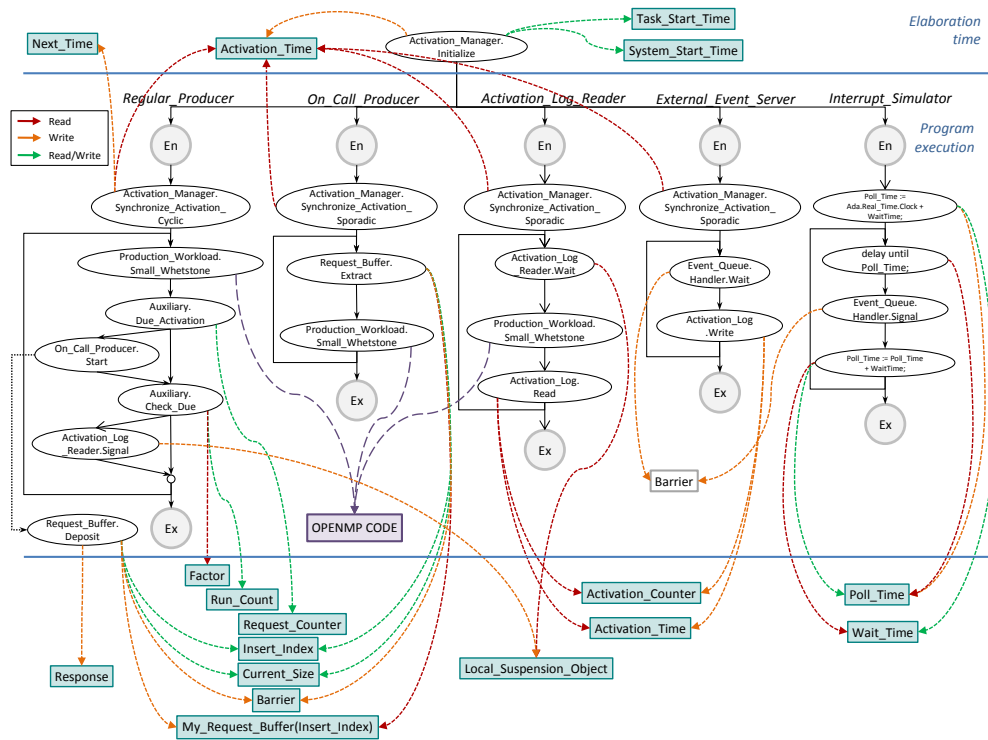 Task_Start_Time
Elaboration
time
Next_Time
Activation_Time
Activation_Manager.
Initialize
System_Start_Time
Regular_Producer
On_Call_Producer
Activation_Log_Reader
External_Event_Server
Interrupt_Simulator
Read
Write
Read/Write
Program
execution
En
En
En
En
En
Activation_Manager.
Synchronize_Activation_
Cyclic
Activation_Manager.
Synchronize_Activation_
Sporadic
Activation_Manager.
Synchronize_Activation_
Sporadic
Activation_Manager.
Synchronize_Activation_
Sporadic
Poll_Time :=
Ada.Real_Time.Clock +
WaitTime;
Production_Workload.
Small_Whetstone
Request_Buffer.
Extract
Activation_Log
_Reader.Wait
Event_Queue.
Handler.Wait
delay until
Poll_Time;
Auxiliary.
Due_Activation
Production_Workload.
Small_Whetstone
Production_Workload.
Small_Whetstone
Activation_Log
.Write
Event_Queue.
Handler.Signal
On_Call_Producer.
Start
Poll_Time := Poll_Time
+ WaitTime;
Auxiliary.
Check_Due
Ex
Activation_Log.
Read
Ex
Ex
Activation_Log
_Reader.Signal
Ex
Barrier
Request_Buffer.
Deposit
Ex
OPENMP CODE
Factor
Run_Count
Request_Counter
Insert_Index
Current_Size
Barrier
My_Request_Buffer(Insert_Index)
Response
Local_Suspension_Object
Activation_Counter
Activation_Time
Poll_Time
Wait_Time